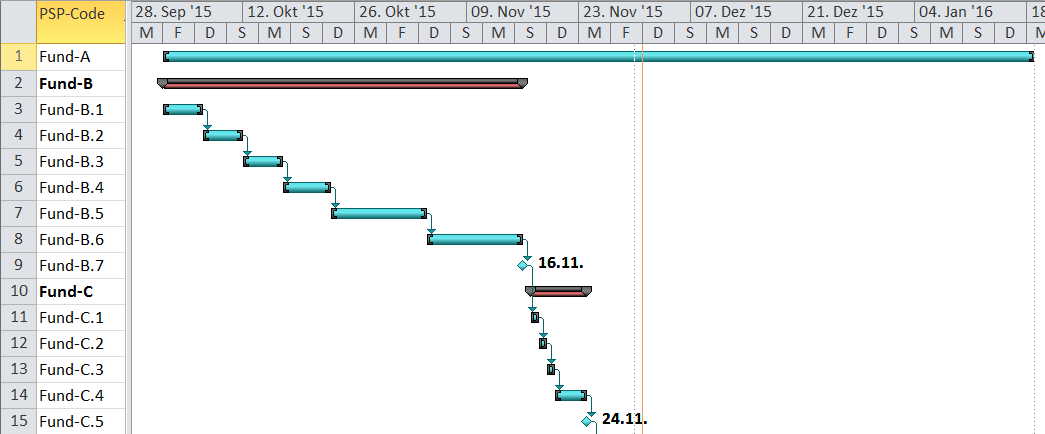 PSP-Code 28. Sep '15 12. Okt '15 26. Okt '15 09. Nov '15 23. Nov '15 07. Dez '15 21. Dez '15 04. Jan '16 18
M F D S M F D S M F D S M F D S M F D S M F D S M
1 Fund-A
2 Fund-B
3 Fund-B.1
4 Fund-B.2
5 Fund-B.3
6 Fund-B.4
7 Fund-B.5
8 Fund-B.6
9 Fund-B.7 16.11.
10 Fund-C
11 Fund-C.1
12 Fund-C.2
13 Fund-C.3
14 Fund-C.4
15 Fund-C.5 24.11.